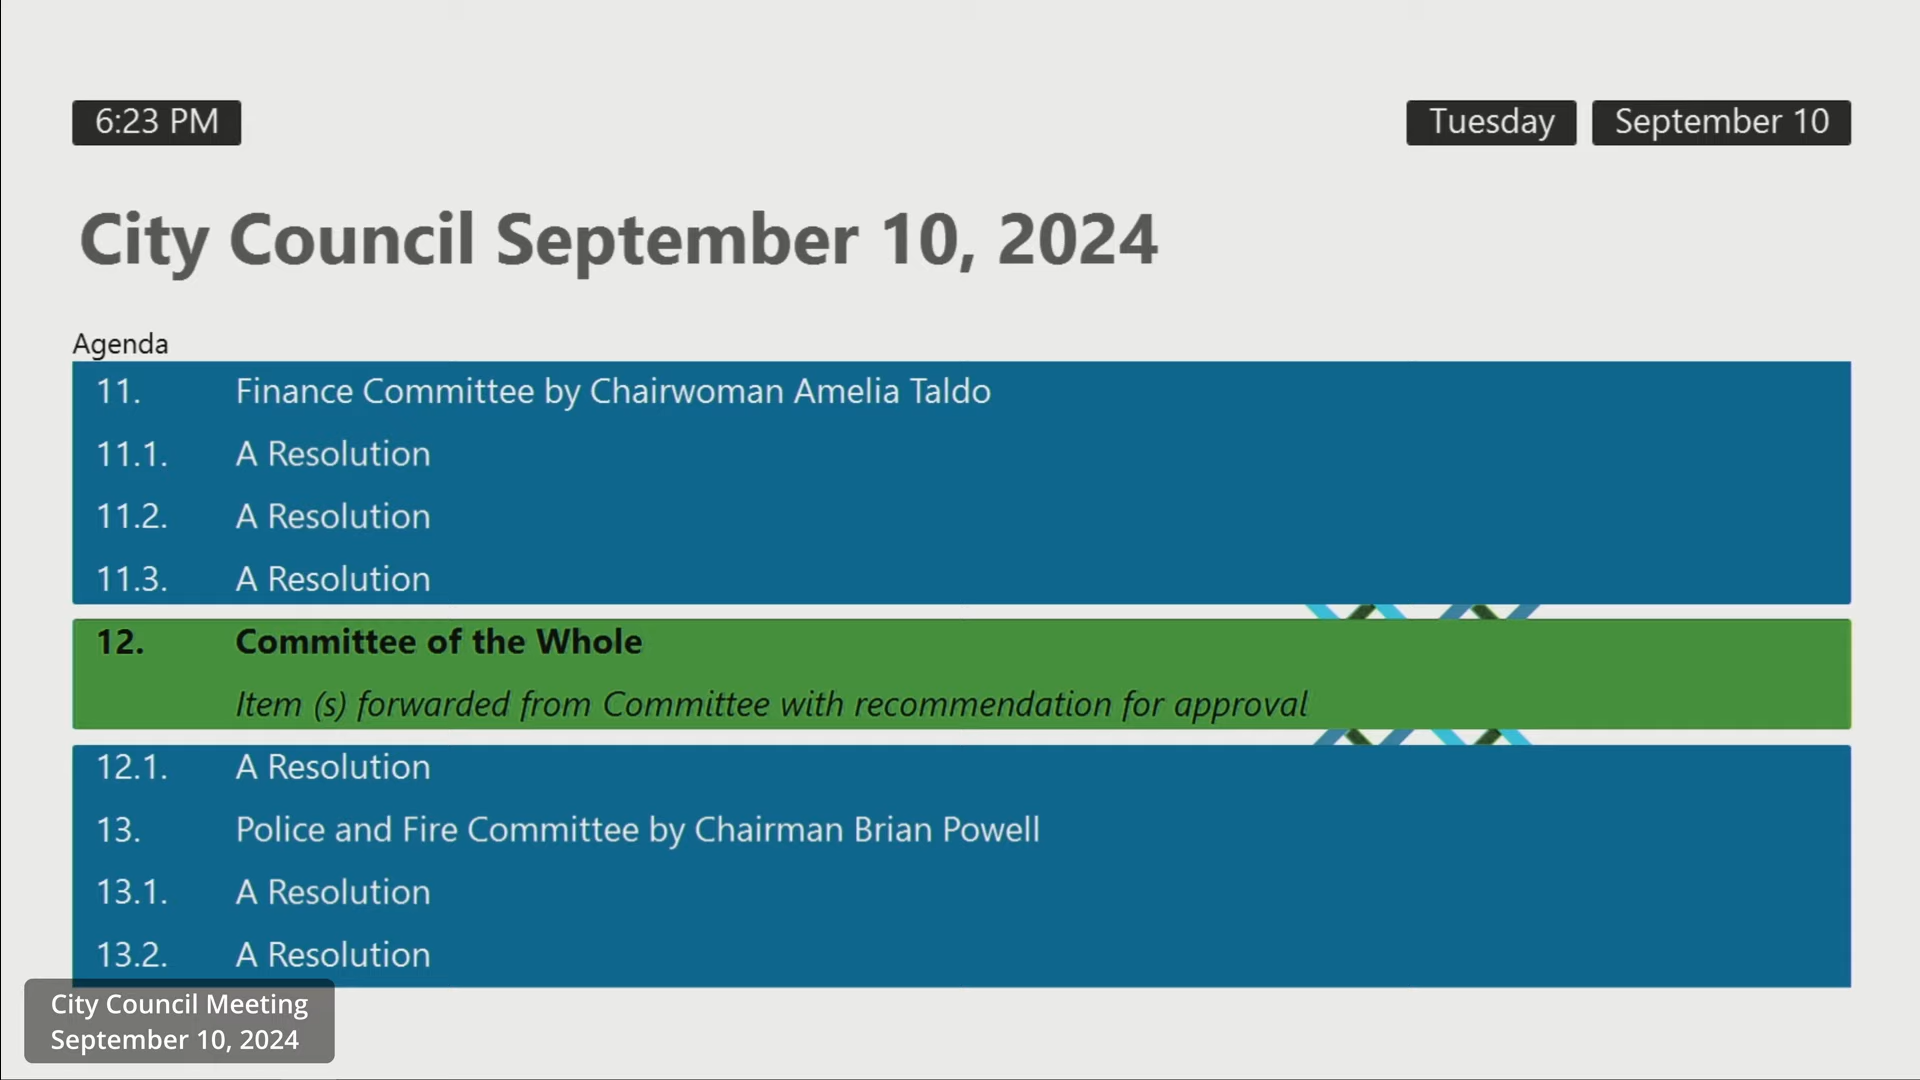 6:23 PM
Tuesday
September 10
City Council September 10, 2024
Agenda
11. Finance Committee by Chairwoman Amelia Taldo
11.1. A Resolution
11.2. A Resolution
11.3. A Resolution
12. Committee of the Whole
Item (s) forwarded from Committee with recommendation for approval
12.1. A Resolution
13. Police and Fire Committee by Chairman Brian Powell
13.1. A Resolution
13.2. A Resolution
City Council Meeting
September 10, 2024